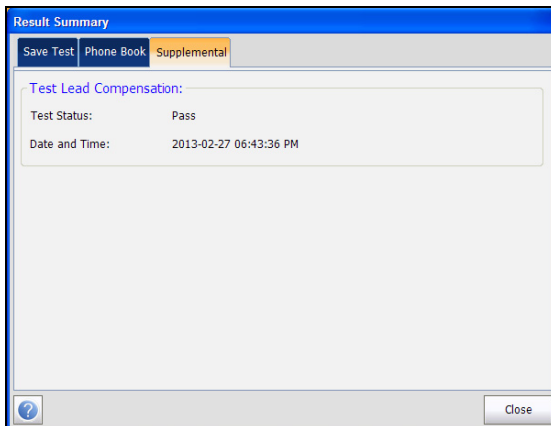 Result Summary
Save Test Phone Book Supplemental
Test Lead Compensation:
Test Status: Pass
Date and Time: 2013-02-27 06:43:36 PM
? Close